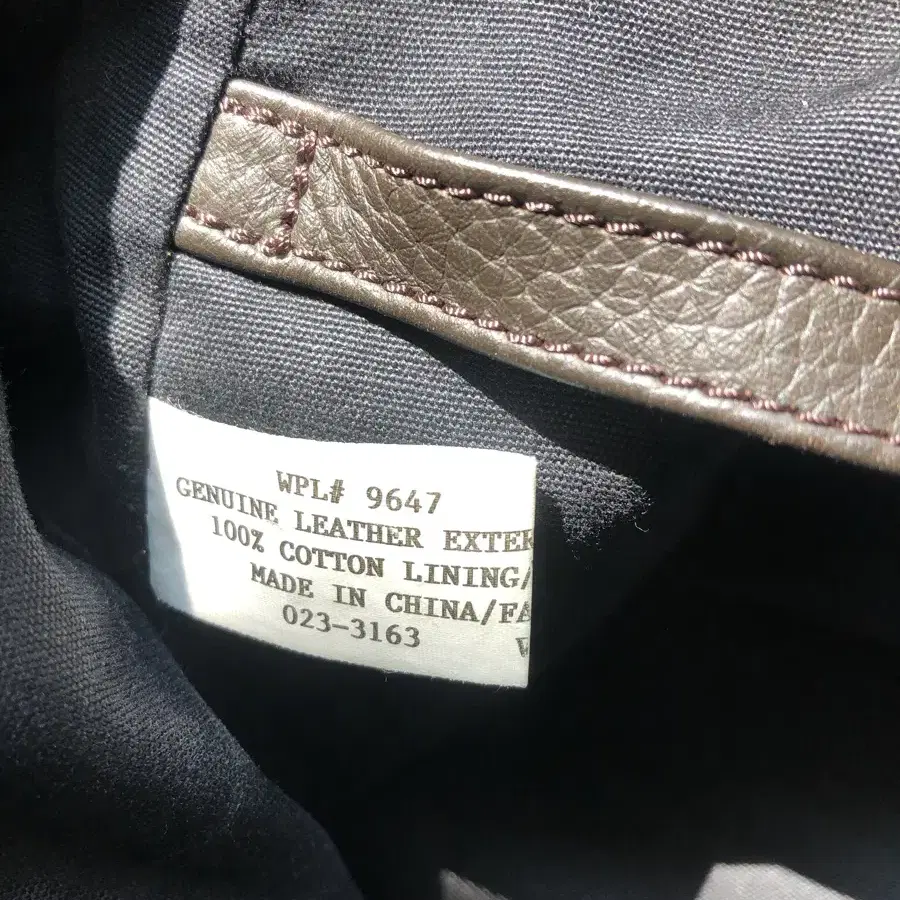 WPL# 9647
GENUINE LEATHER EXTER
100% COTTON LINING/
MADE IN CHINA/FA
023-3163